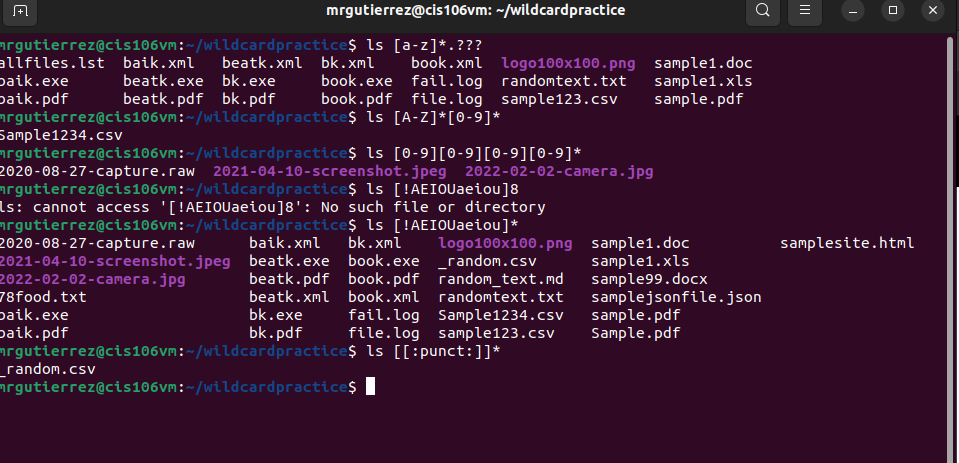 mrgutierrez@cis106vm: ~/wildcardpractice
mrgutierrez@cis106vm:~/wildcardpractice$ ls [a-z]*.???
allfiles.lst baik.xml beatk.xml bk.xml book.xml logo100x100.png sample1.doc
baik.exe beatk.exe bk.exe book.exe fail.log randomtext.txt sample1.xls
baik.pdf beatk.pdf bk.pdf book.pdf file.log sample123.csv sample.pdf
mrgutierrez@cis106vm:~/wildcardpractice$ ls [A-Z]*[0-9]*
Sample1234.csv
mrgutierrez@cis106vm:~/wildcardpractice$ ls [0-9][0-9][0-9][0-9]*
2020-08-27-capture.raw 2021-04-10-screenshot.jpeg 2022-02-02-camera.jpg
mrgutierrez@cis106vm:~/wildcardpractice$ ls [!AEIOUaeiou]8
ls: cannot access '[!AEIOUaeiou]8': No such file or directory
mrgutierrez@cis106vm:~/wildcardpractice$ ls [!AEIOUaeiou]*
2020-08-27-capture.raw baik.xml bk.xml logo100x100.png sample1.doc samplesite.html
2021-04-10-screenshot.jpeg beatk.exe book.exe _random.csv sample1.xls
2022-02-02-camera.jpg beatk.pdf book.pdf random_text.md sample99.docx
78food.txt beatk.xml book.xml randomtext.txt samplejsonfile.json
baik.exe bk.exe fail.log Sample1234.csv sample.pdf
baik.pdf bk.pdf file.log sample123.csv Sample.pdf
mrgutierrez@cis106vm:~/wildcardpractice$ ls [[:punct:]]*
_random.csv
mrgutierrez@cis106vm:~/wildcardpractice$